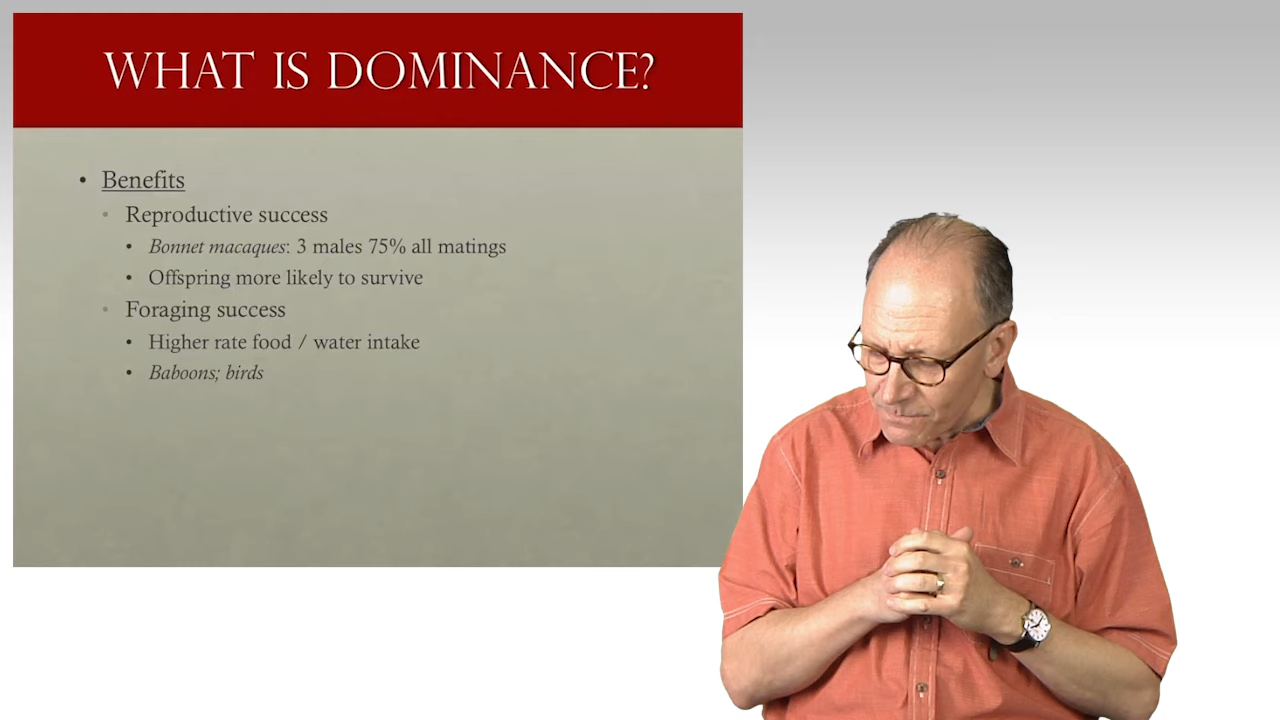 WHAT IS DOMINANCE?
• Benefits
• Reproductive success
• Bonnet macaques: 3 males 75% all matings
• Offspring more likely to survive
• Foraging success
• Higher rate food / water intake
• Baboons; birds